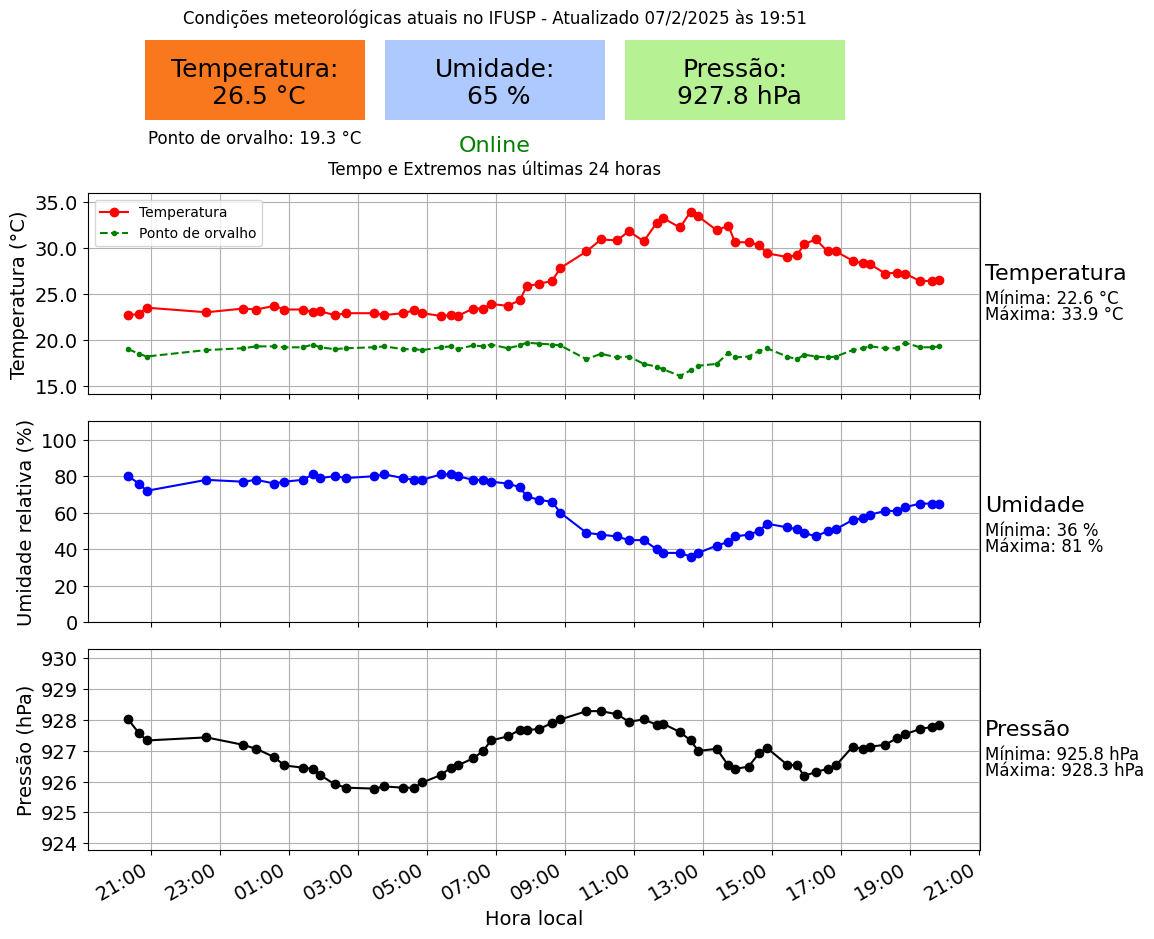 Condições meteorológicas atuais no IFUSP - Atualizado 07/2/2025 às 19:51
Temperatura:
26.5 °C
Umidade:
65 %
Pressão:
927.8 hPa
Ponto de orvalho: 19.3 °C
Online
Tempo e Extremos nas últimas 24 horas
Temperatura (°C)
35.0
30.0
25.0
20.0
15.0
Temperatura
Ponto de orvalho
Temperatura
Mínima: 22.6 °C
Máxima: 33.9 °C
Umidade relativa (%)
100
80
60
40
20
0
Umidade
Mínima: 36 %
Máxima: 81 %
Pressão (hPa)
930
929
928
927
926
925
924
Pressão
Mínima: 925.8 hPa
Máxima: 928.3 hPa
21:00 23:00 01:00 03:00 05:00 07:00 09:00 11:00 13:00 15:00 17:00 19:00 21:00
Hora local